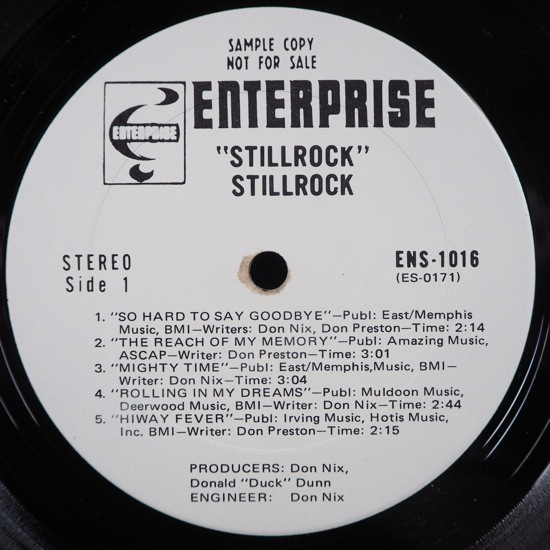 SAMPLE COPY
NOT FOR SALE
ENTERPRISE
ENTERPRISE
"STILLROCK"
STILLROCK
STEREO
Side 1
ENS-1016
(ES-0171)
1. "SO HARD TO SAY GOODBYE"—Publ: East/Memphis
Music, BMI—Writers: Don Nix, Don Preston—Time: 2:14
2. "THE REACH OF MY MEMORY"—Publ: Amazing Music,
ASCAP—Writer: Don Preston—Time: 3:01
3. "MIGHTY TIME"—Publ: East/Memphis,Music, BMI—
Writer: Don Nix—Time: 3:04
4. "ROLLING IN MY DREAMS"—Publ: Muldoon Music,
Deerwood Music, BMI—Writer: Don Nix—Time: 2:44
5. "HIWAY FEVER"—Publ: Irving Music, Hotis Music,
Inc. BMI—Writer: Don Preston—Time: 2:15
PRODUCERS: Don Nix,
Donald "Duck" Dunn
ENGINEER: Don Nix